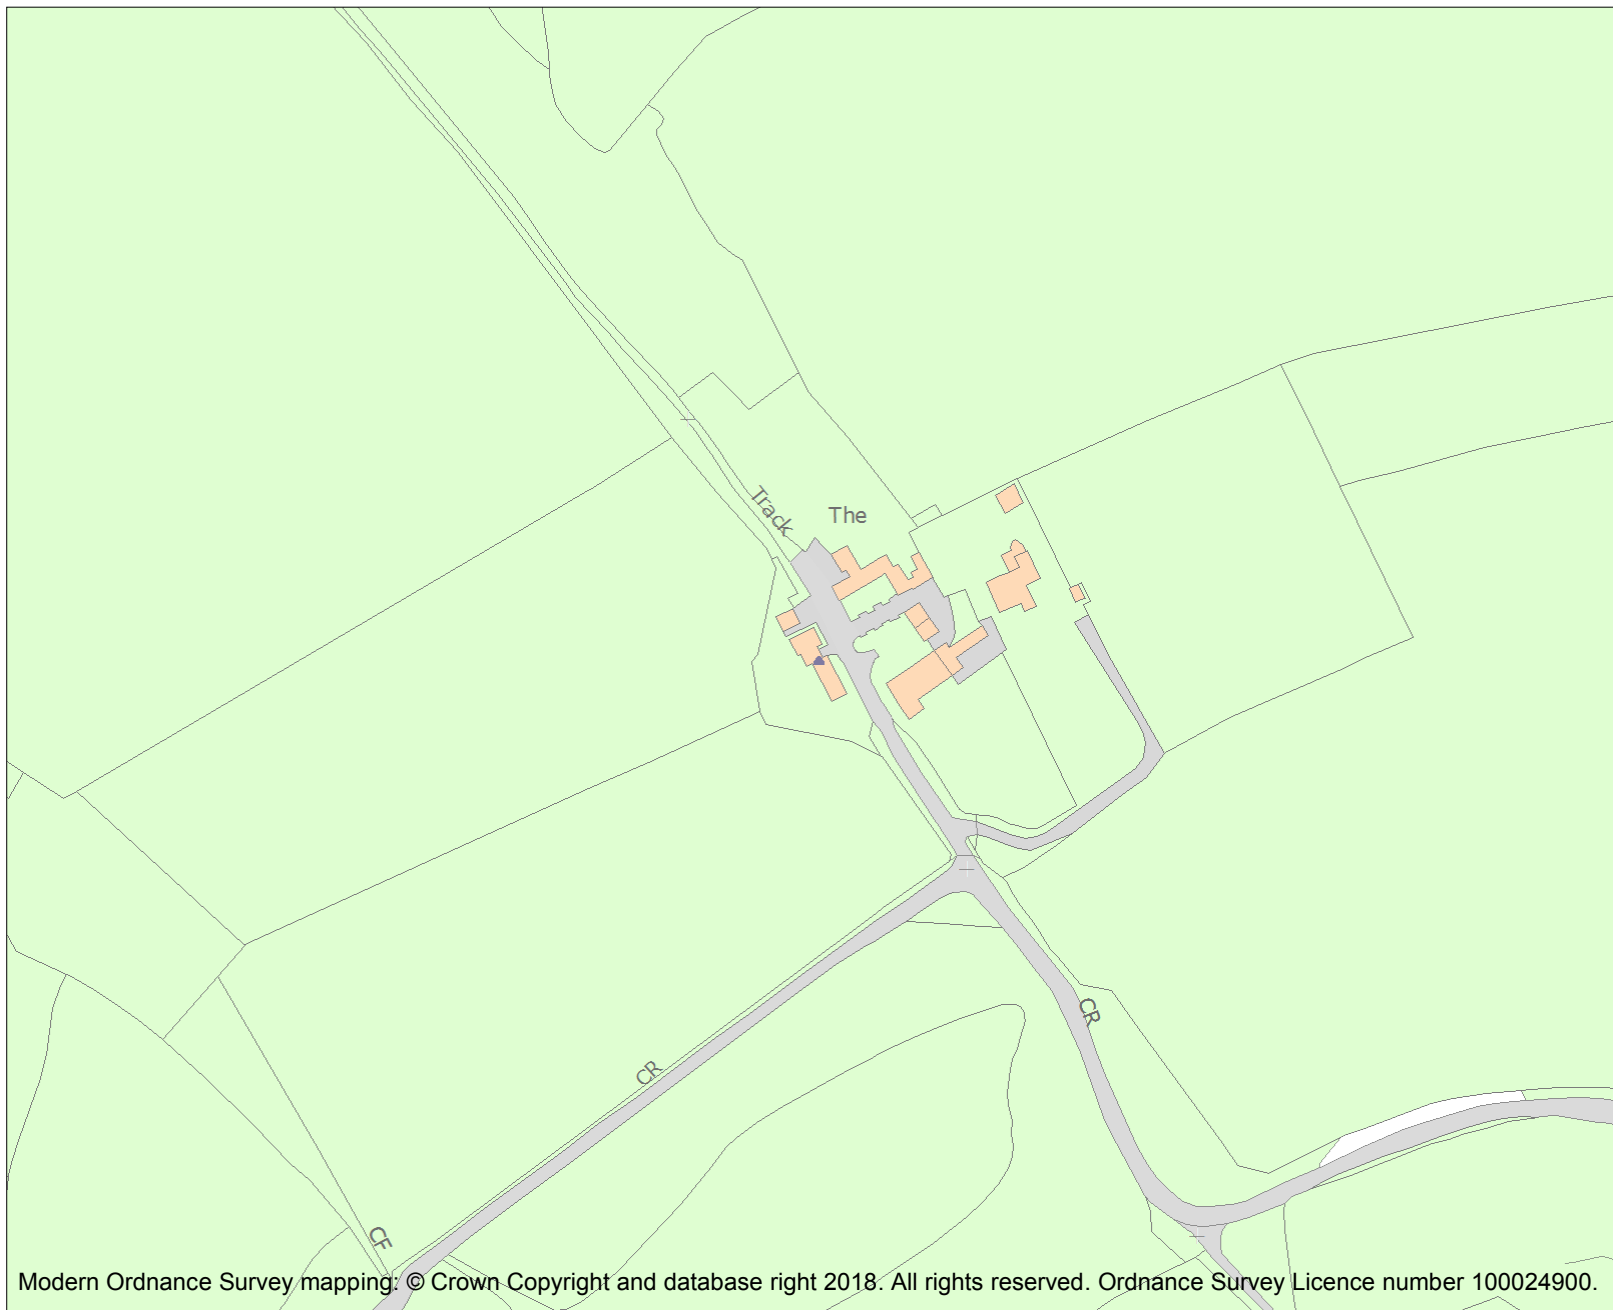 Track
The
CR
CR
CF
Modern Ordnance Survey mapping: © Crown Copyright and database right 2018. All rights reserved. Ordnance Survey Licence number 100024900.